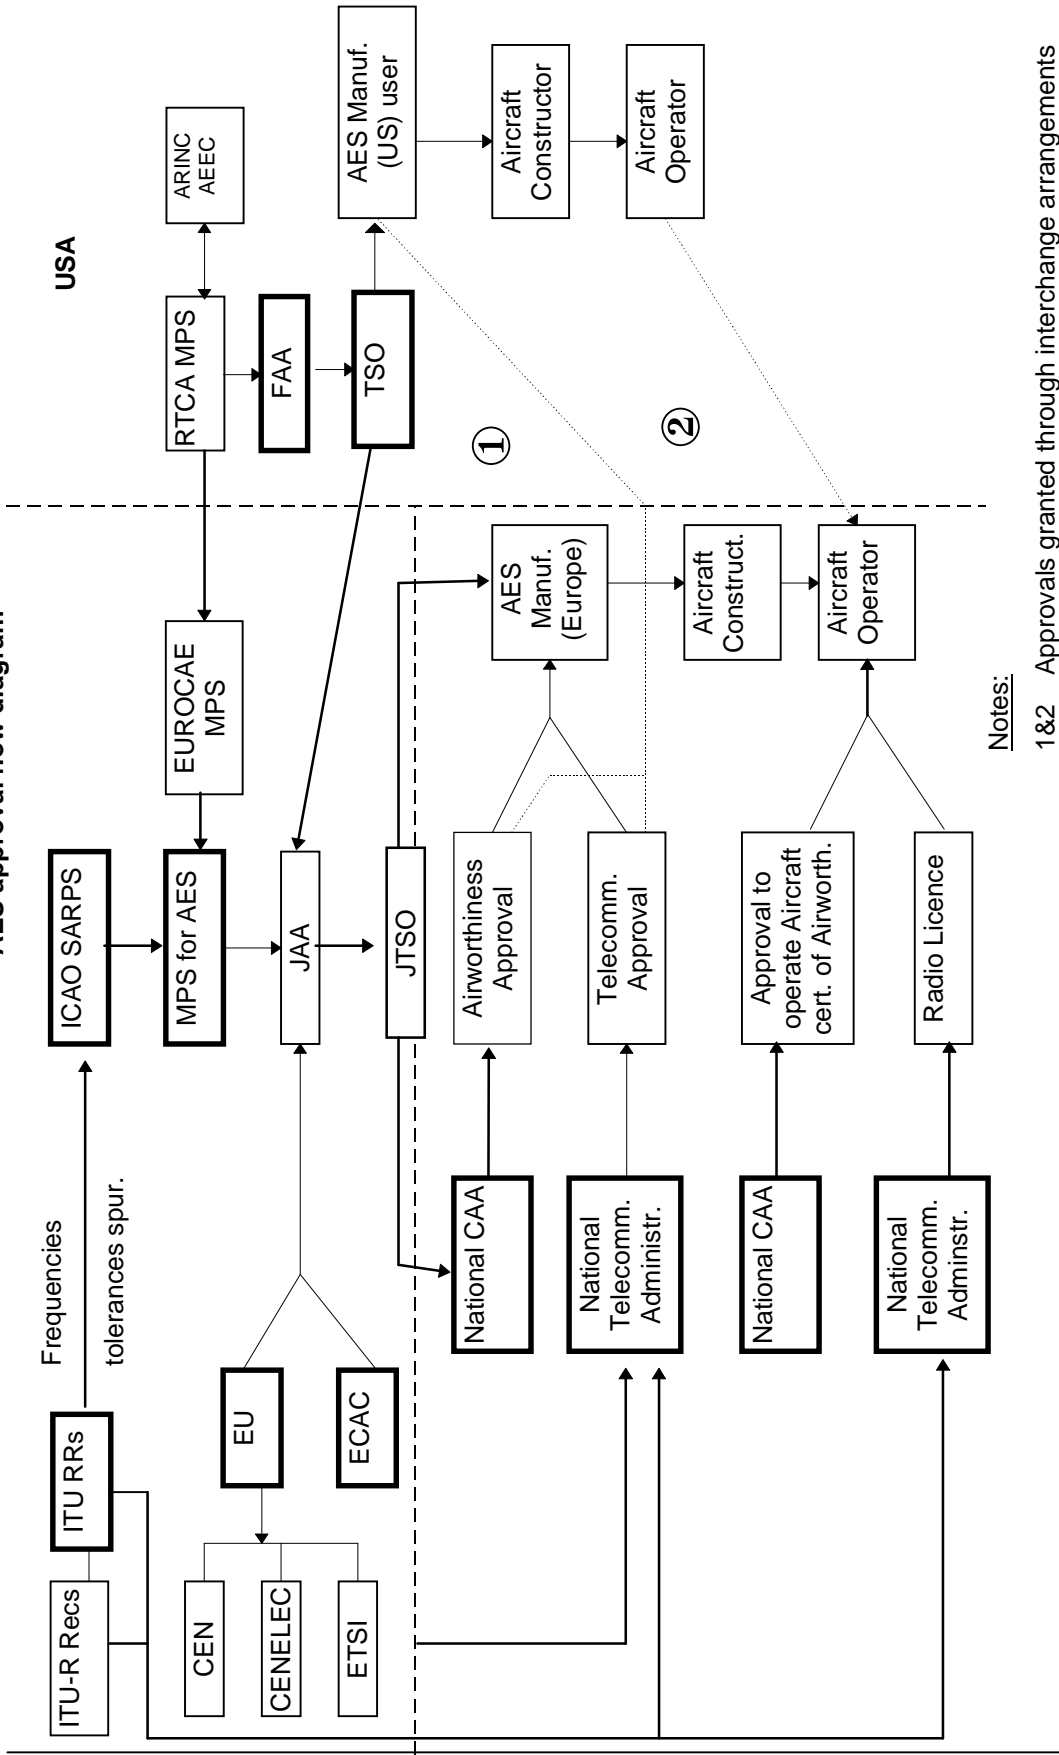 USA
ITU-R Recs
ITU RRs
Frequencies
tolerances spur.
ICAO SARPS
CEN
CENELEC
ETSI
EU
ECAC
MPS for AES
EUROCAE
MPS
RTCA MPS
ARINC
AEEC
JAA
FAA
JTSO
TSO
AES Manuf.
(US) user
National CAA
Airworthiness
Approval
AES
Manuf.
(Europe)
①
Aircraft
Constructor
National
Telecomm.
Administr.
Telecomm.
Approval
Aircraft
Construct.
②
Aircraft
Operator
National CAA
Approval to
operate Aircraft
cert. of Airworth.
Aircraft
Operator
National
Telecomm.
Adminstr.
Radio Licence
Notes:
1&2 Approvals granted through interchange arrangements